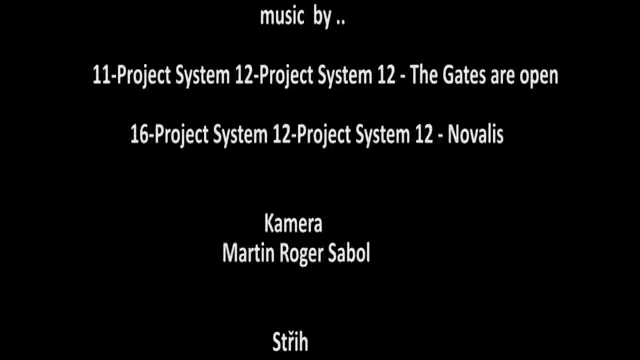 music by ..
11-Project System 12-Project System 12 - The Gates are open
16-Project System 12-Project System 12 - Novalis
Kamera
Martin Roger Sabol
Střih